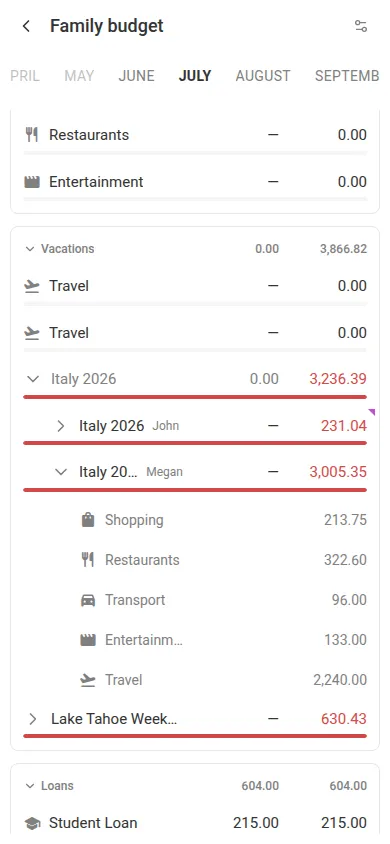 Family budget
PRIL MAY JUNE JULY AUGUST SEPTEMB
Restaurants — 0.00
Entertainment — 0.00
Vacations 0.00 3,866.82
Travel — 0.00
Travel — 0.00
Italy 2026 0.00 3,236.39
Italy 2026 John — 231.04
Italy 20... Megan — 3,005.35
Shopping 213.75
Restaurants 322.60
Transport 96.00
Entertainm... 133.00
Travel 2,240.00
Lake Tahoe Week... — 630.43
Loans 604.00 604.00
Student Loan 215.00 215.00